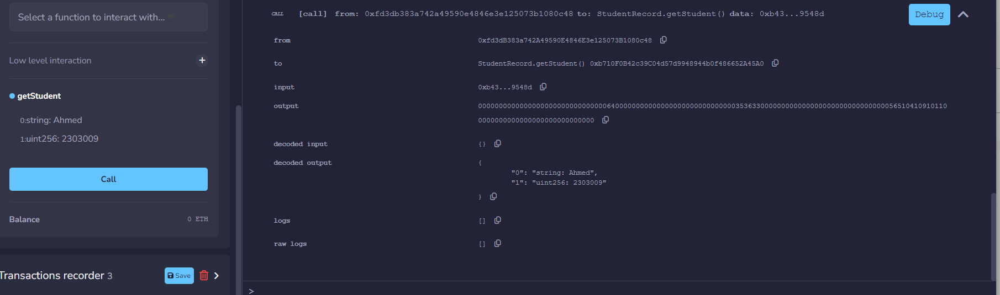 Select a function to interact with...
Low level interaction
+
getStudent
0:string: Ahmed
1:uint256: 2303009
Call
Balance 0 ETH
Transactions recorder 3 Save
CALL [call] from: 0xfd3db383a742a49590e4846e3e125073b1080c48 to: StudentRecord.getStudent() data: 0xb43...9548d Debug
from 0xfd3dB383a742A49590E4846E3e125073B1080c48
to StudentRecord.getStudent() 0xb710F0B42c39C04d57d9948944b0f486652A45A0
input 0xb43...9548d
output 00000000000000000000000000000006400000000000000000000000000000353633000000000000000000000000000000056510410910110
0000000000000000000000000000
decoded input {}
decoded output {
"0": "string: Ahmed",
"1": "uint256: 2303009"
}
logs []
raw logs []
>